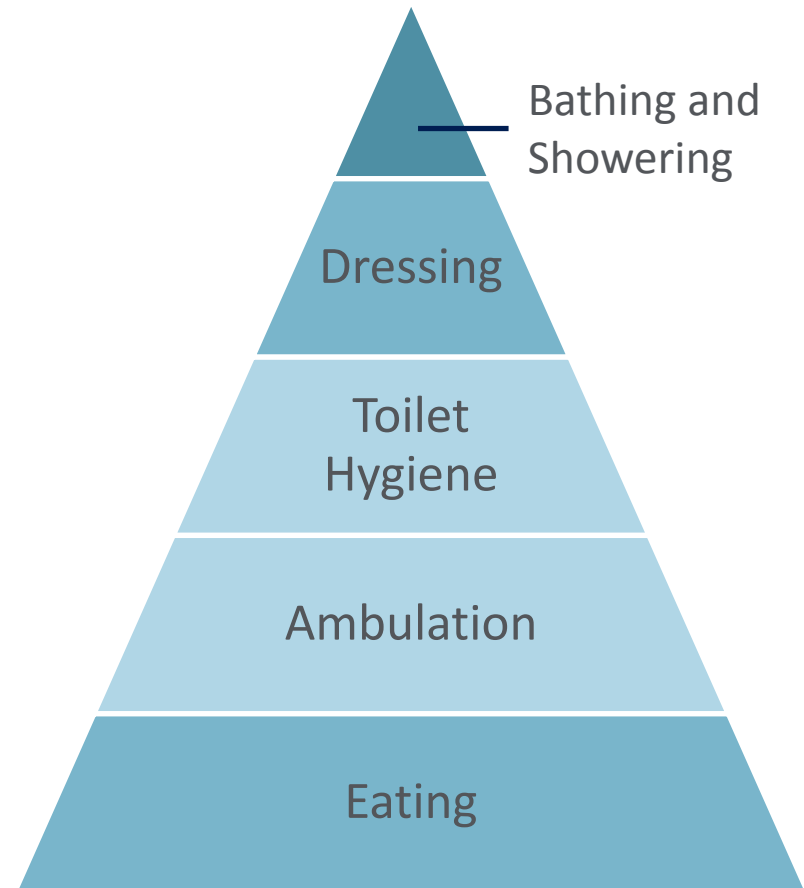 Bathing and
Showering
Dressing
Toilet
Hygiene
Ambulation
Eating